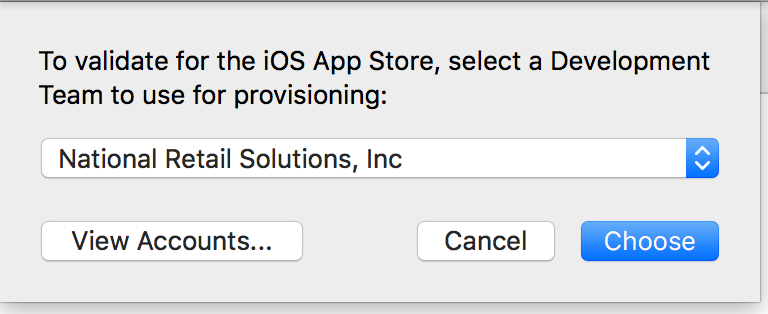 To validate for the iOS App Store, select a Development
Team to use for provisioning:
National Retail Solutions, Inc
View Accounts...
Cancel
Choose